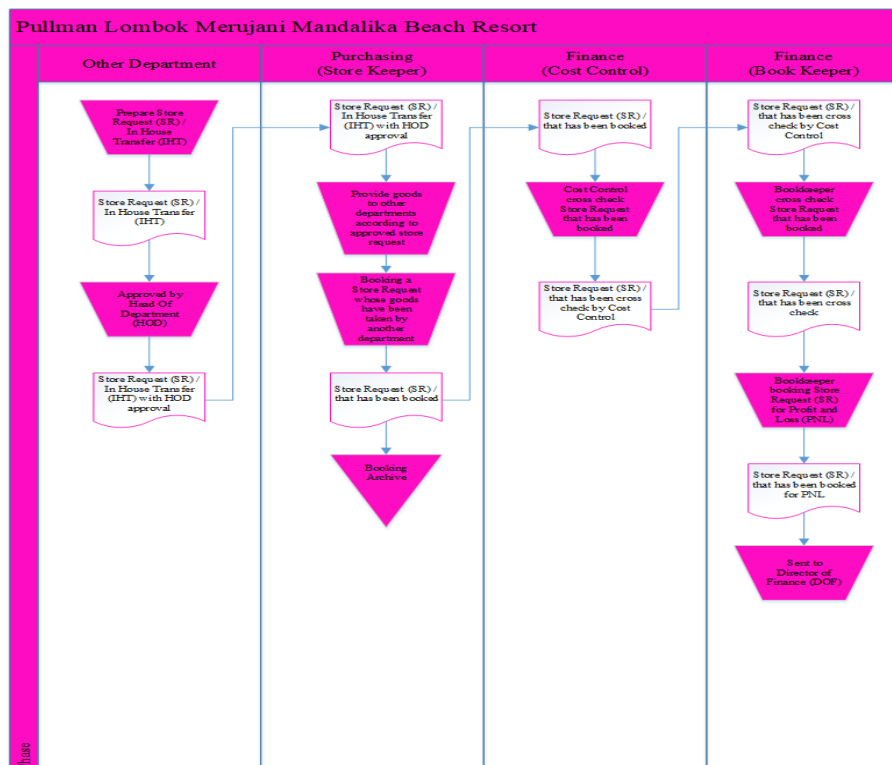 Pullman Lombok Merujani Mandalika Beach Resort
Other Department
Purchasing
(Store Keeper)
Finance
(Cost Control)
Finance
(Book Keeper)
Prepare Store
Request (SR) /
In House
Transfer (IHT)
Store Request (SR) /
In House Transfer
(IHT)
Approved by
Head Of
Department
(HOD)
Store Request (SR) /
In House Transfer
(IHT) with HOD
approval
Store Request (SR) /
In House Transfer
(IHT) with HOD
approval
Provide goods
to other
departments
according to
approved store
request
Booking a
Store Request
whose goods
have been
taken by
another
department
Store Request (SR) /
that has been booked
Booking
Archive
Store Request (SR) /
that has been booked
Cost Control
cross check
Store Request
that has been
booked
Store Request (SR) /
that has been cross
check by Cost
Control
Store Request (SR) /
that has been cross
check by Cost
Control
Bookkeeper
cross check
Store Request
that has been
booked
Store Request (SR) /
that has been cross
check
Bookkeeper
booking Store
Request (SR)
for Profit and
Loss (PNL)
Store Request (SR) /
that has been booked
for PNL
Sent to
Director of
Finance (DOF)
hase